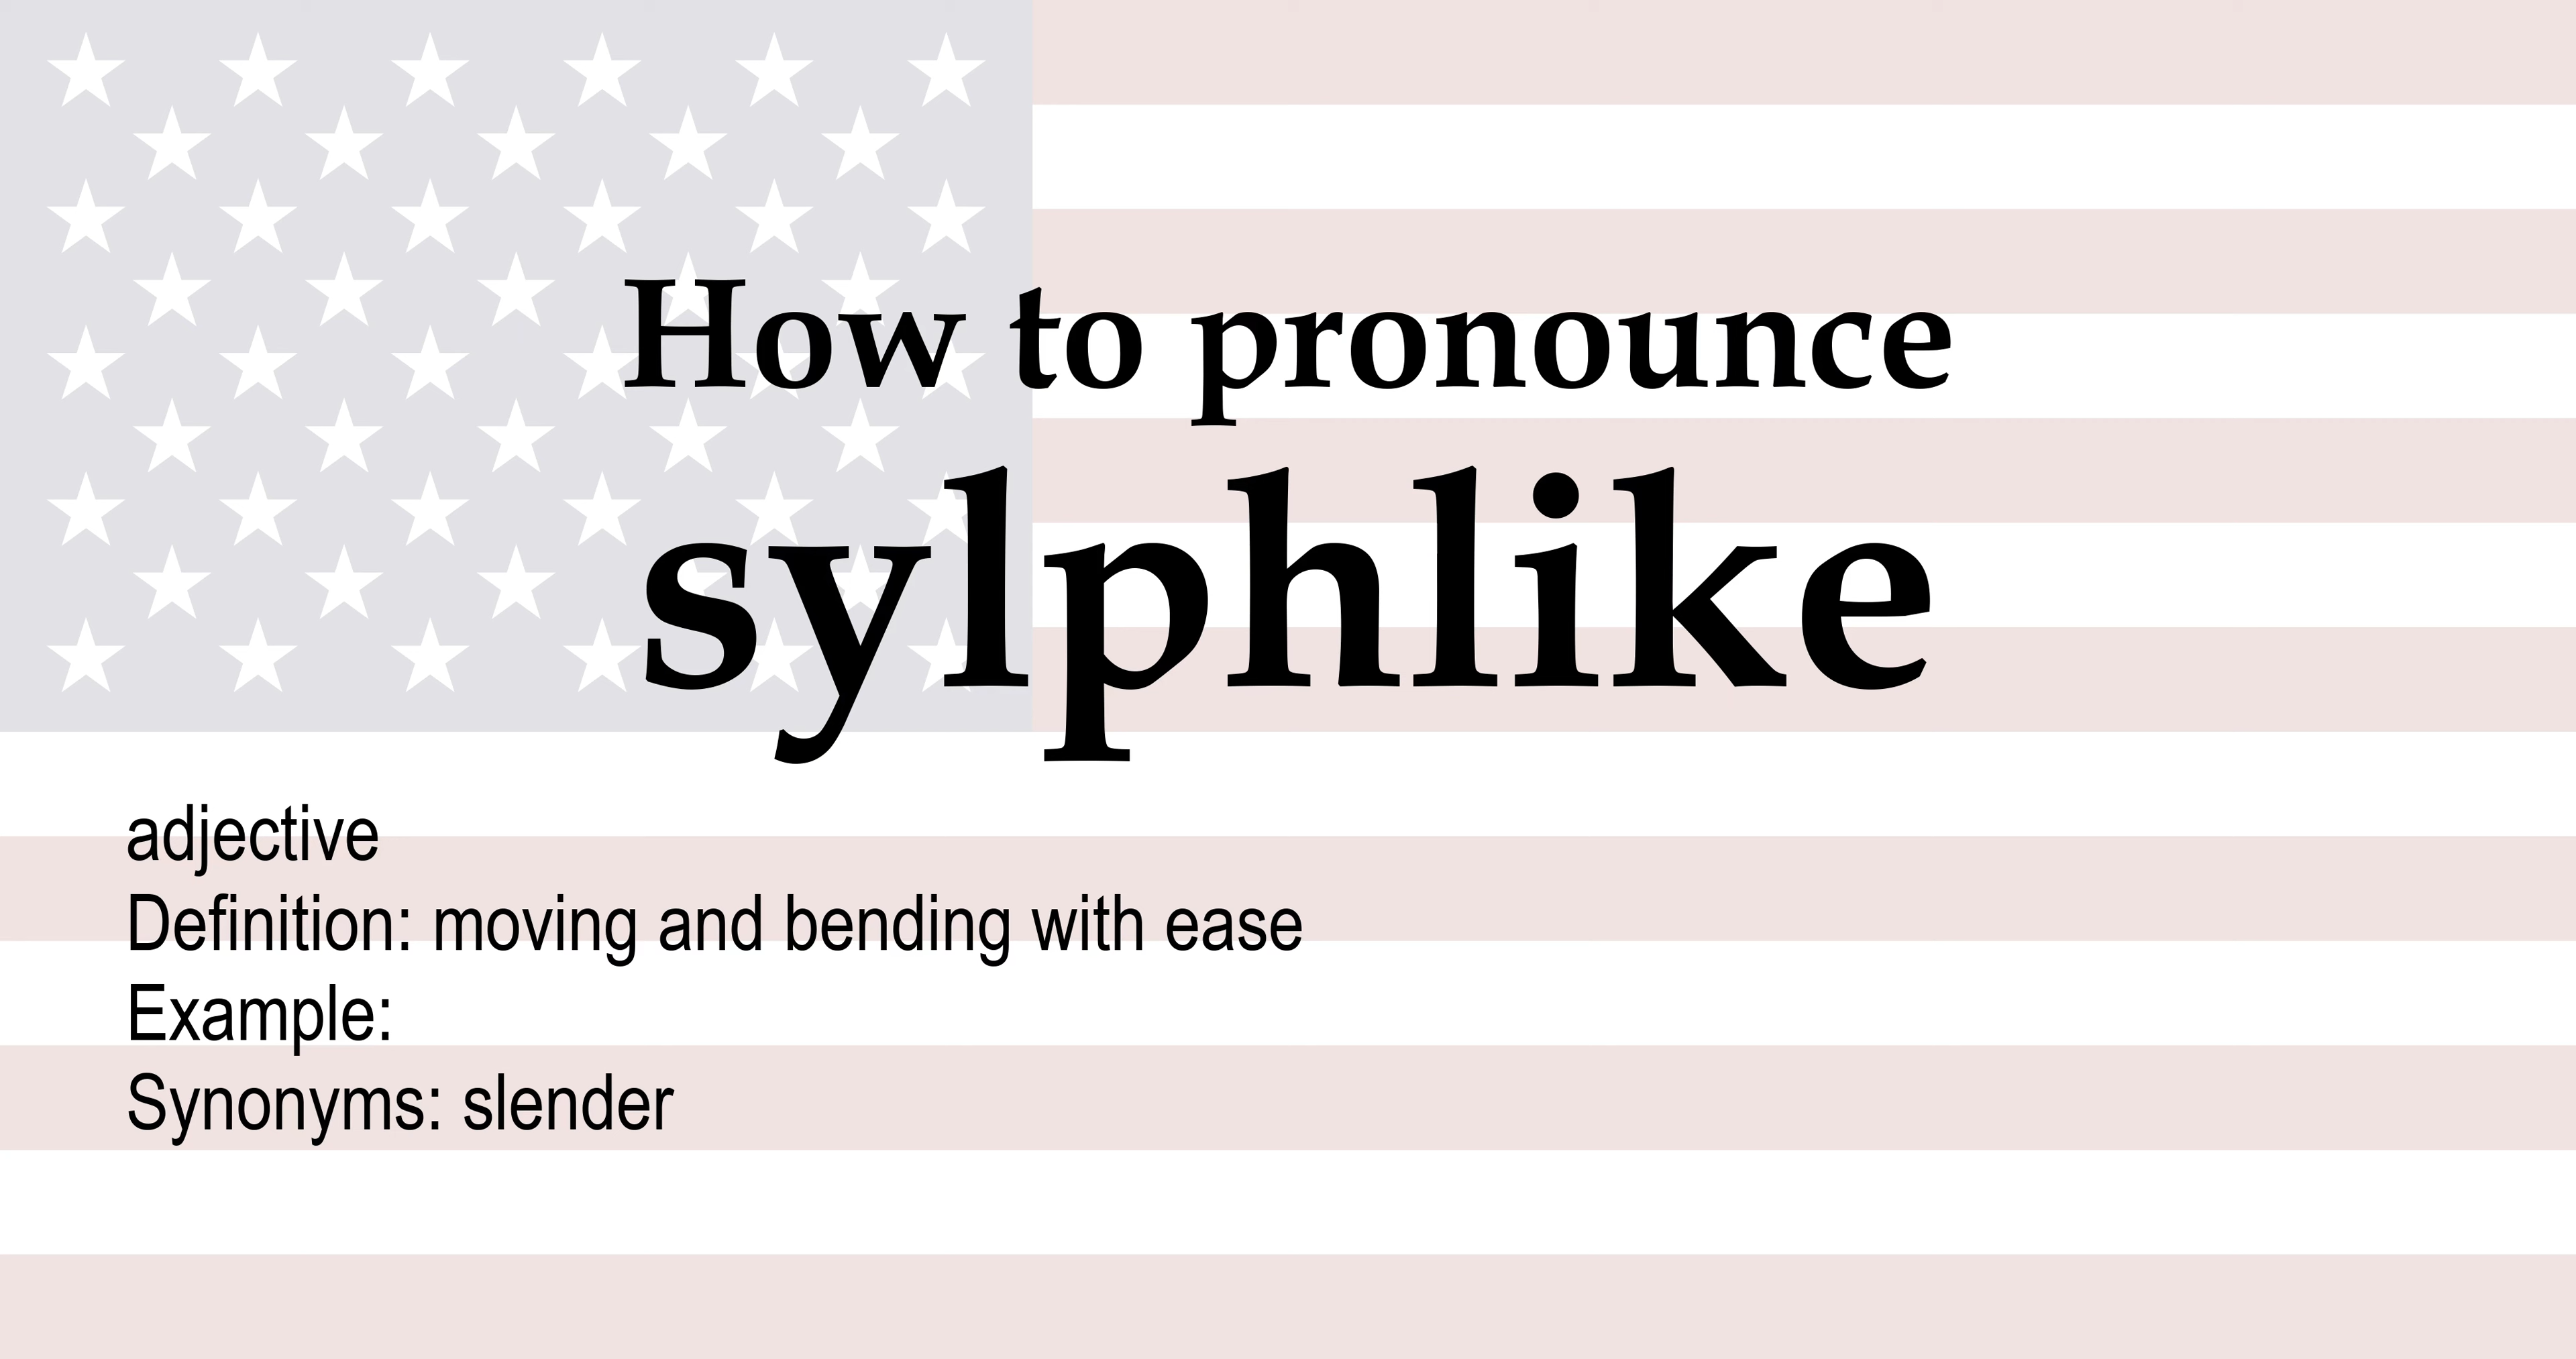 How to pronounce
sylphlike
adjective
Definition: moving and bending with ease
Example:
Synonyms: slender